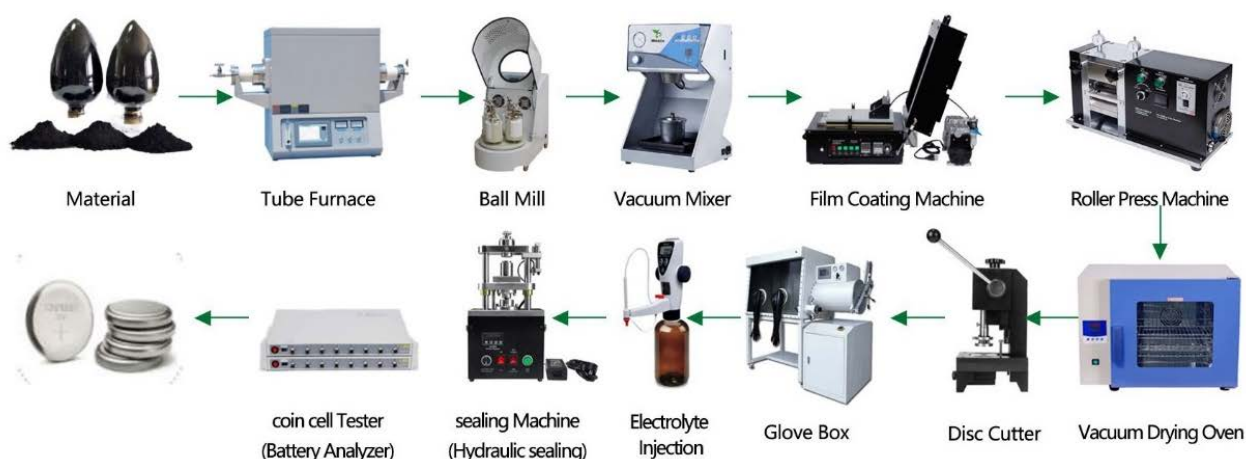 Material
Tube Furnace
Ball Mill
Vacuum Mixer
Film Coating Machine
Roller Press Machine
coin cell Tester
(Battery Analyzer)
sealing Machine
(Hydraulic sealing)
Electrolyte
Injection
Glove Box
Disc Cutter
Vacuum Drying Oven